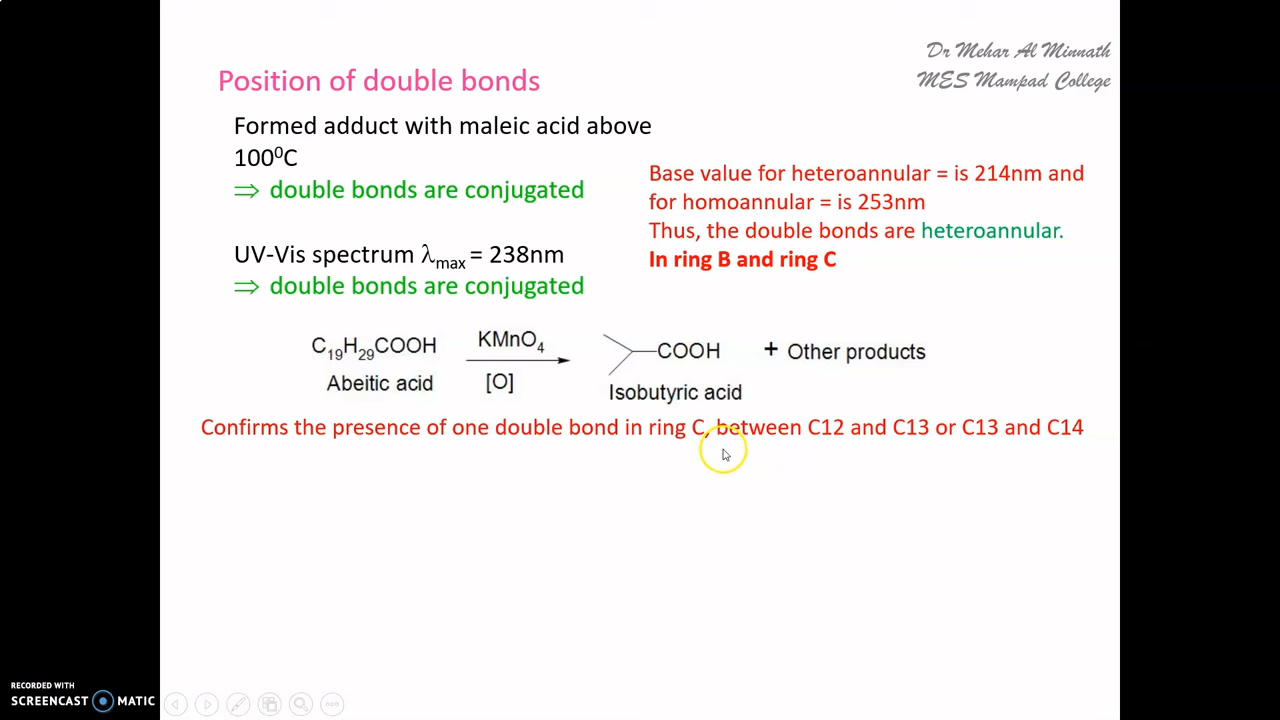 Dr Mehar Al Minnath
MES Mampad College
Position of double bonds
Formed adduct with maleic acid above
100⁰C
⇒ double bonds are conjugated
UV-Vis spectrum λmax = 238nm
⇒ double bonds are conjugated
Base value for heteroannular = is 214nm and
for homoannular = is 253nm
Thus, the double bonds are heteroannular.
In ring B and ring C
C₁₉H₂₉COOH
Abeitic acid
KMnO₄
[O]
COOH
Isobutyric acid
+ Other products
Confirms the presence of one double bond in ring C, between C12 and C13 or C13 and C14
RECORDED WITH
SCREENCAST MATIC